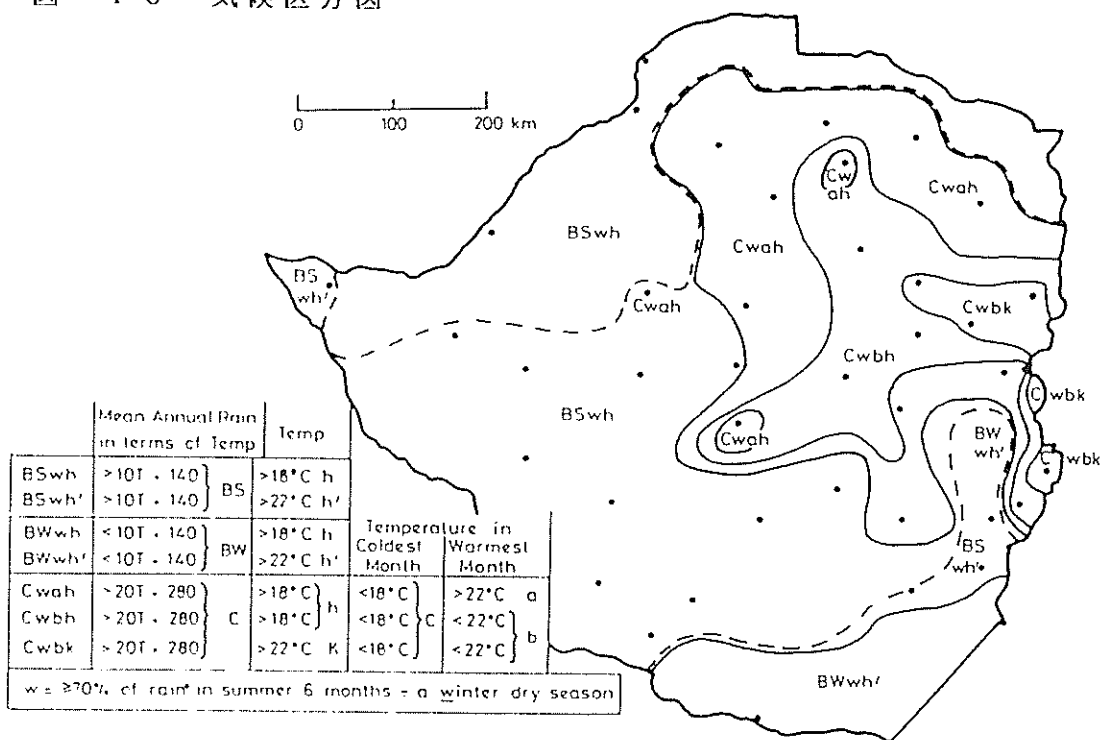 気候区分図
0 100 200 km
Cw
ah
Cwah
BSwh
Cwah
BS
wh'
Cwah
Cwbk
Cwbh
C wbk
BSwh
Cwah
BW
wh'
C wbk
BS
wh'
BWwh'
Mean Annual Rain
in terms of Temp
Temp
BSwh >10T + 140 } BS >18°C h
BSwh' >10T + 140 >22°C h'
BWwh <10T + 140 } BW >18°C h
BWwh' <10T + 140 >22°C h'
Temperature in
Coldest Month
Warmest Month
Cwah >20T + 280 } C >18°C } h <18°C } C >22°C a
Cwbh >20T + 280 >18°C <18°C <22°C } b
Cwbk >20T + 280 >22°C K <18°C <22°C
w = ≥70% of rain in summer 6 months = a winter dry season